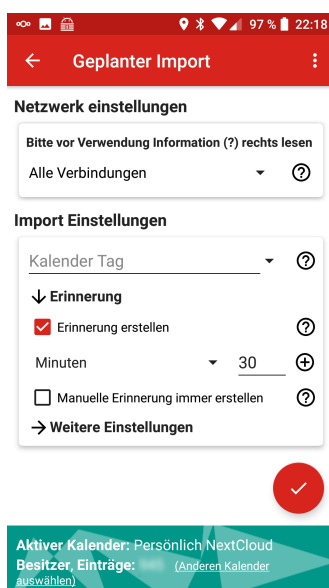 97 % 22:18
Geplanter Import
Netzwerk einstellungen
Bitte vor Verwendung Information (?) rechts lesen
Alle Verbindungen
Import Einstellungen
Kalender Tag
Erinnerung
Erinnerung erstellen
Minuten 30
Manuelle Erinnerung immer erstellen
Weitere Einstellungen
Aktiver Kalender: Persönlich NextCloud
Besitzer, Einträge: (Anderen Kalender
auswählen)